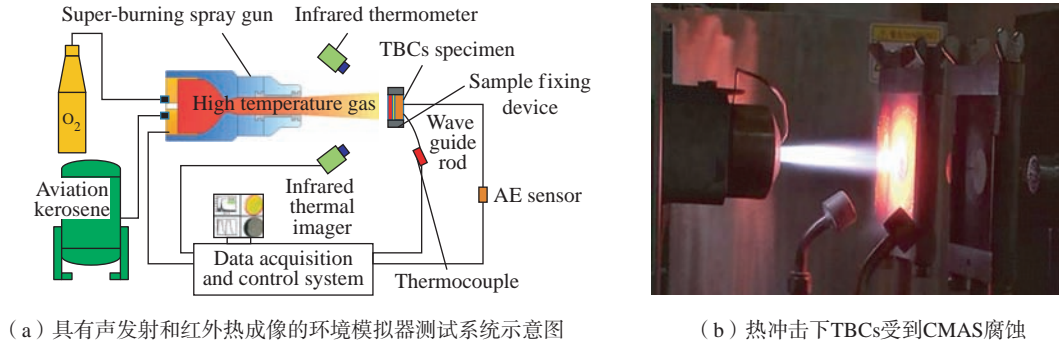 Super-burning spray gun
Infrared thermometer
TBCs specimen
Sample fixing
device
High temperature gas
O2
Wave
guide
rod
Aviation
kerosene
Infrared
thermal
imager
AE sensor
Data acquisition
and control system
Thermocouple
（a）具有声发射和红外热成像的环境模拟器测试系统示意图
（b）热冲击下TBCs受到CMAS腐蚀